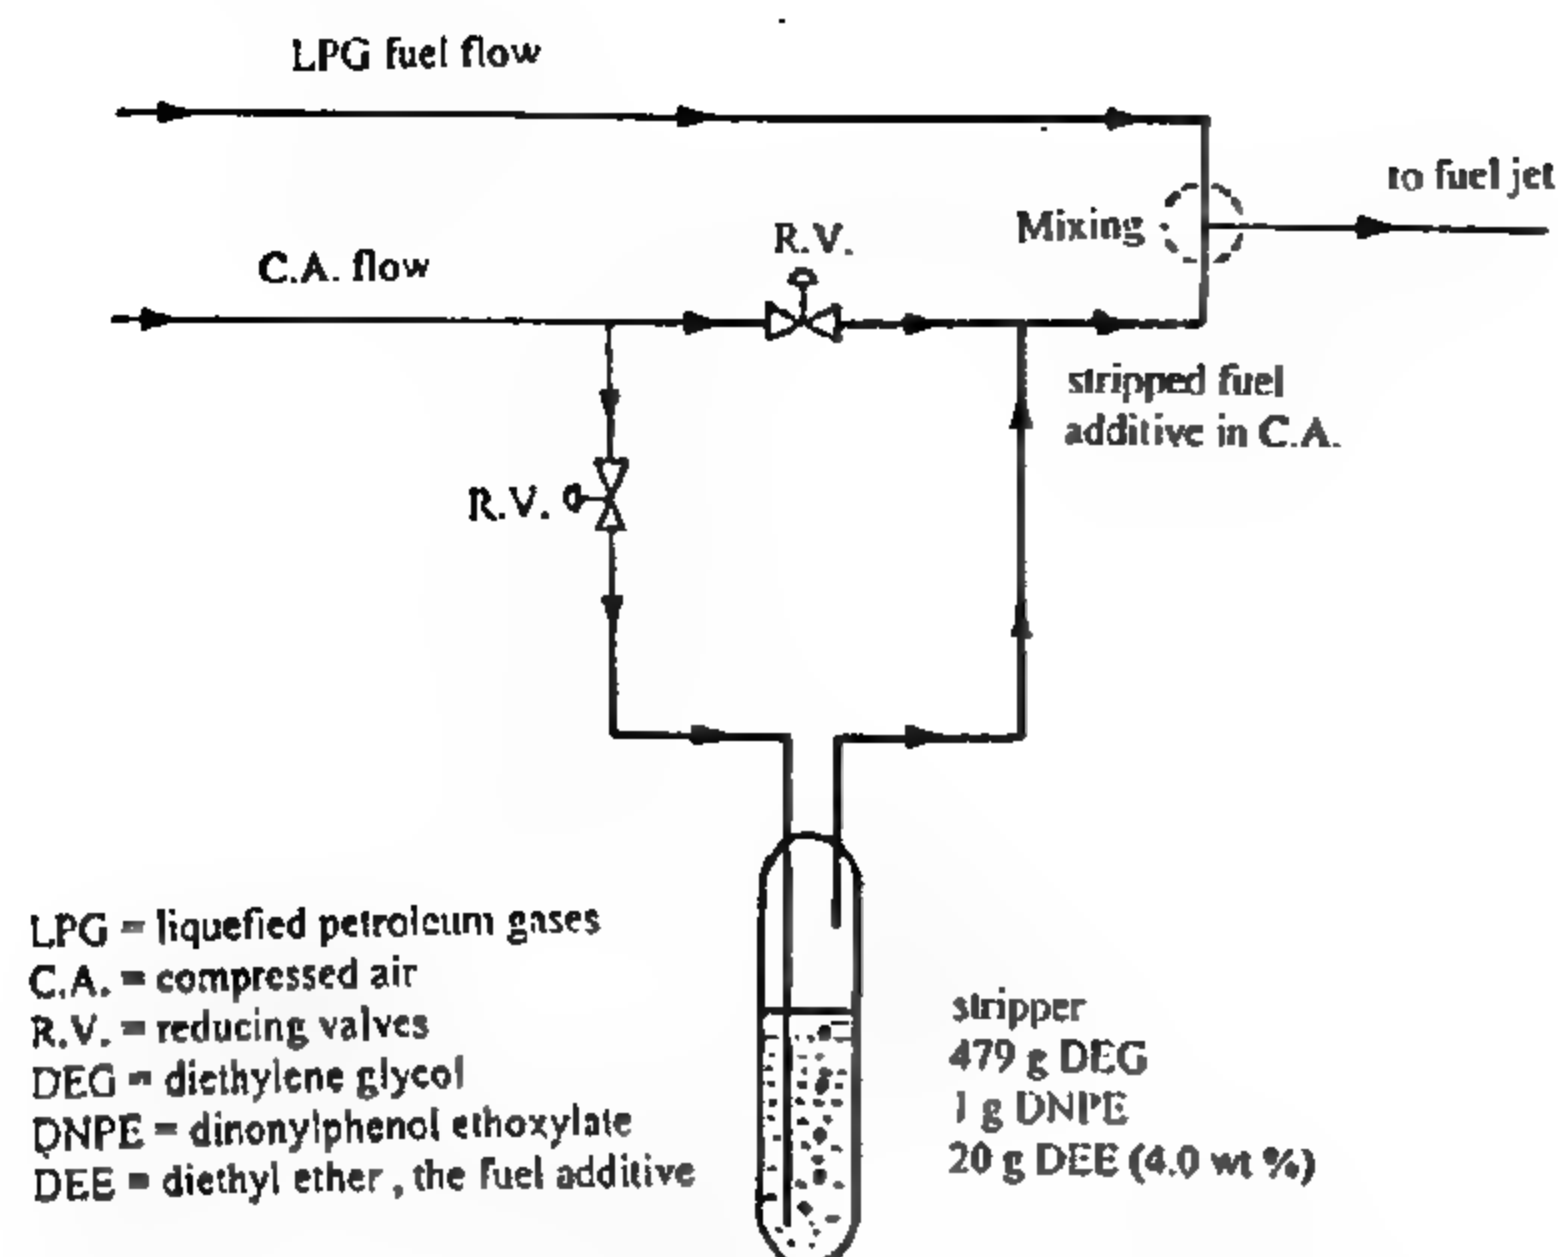 LPG fuel flow
to fuel jet
Mixing
R.V.
C.A. flow
stripped fuel
additive in C.A.
R.V.
LPG = liquefied petroleum gases
C.A. = compressed air
R.V. = reducing valves
DEG = diethylene glycol
DNPE = dinonylphenol ethoxylate
DEE = diethyl ether, the fuel additive
stripper
479 g DEG
1 g DNPE
20 g DEE (4.0 wt %)